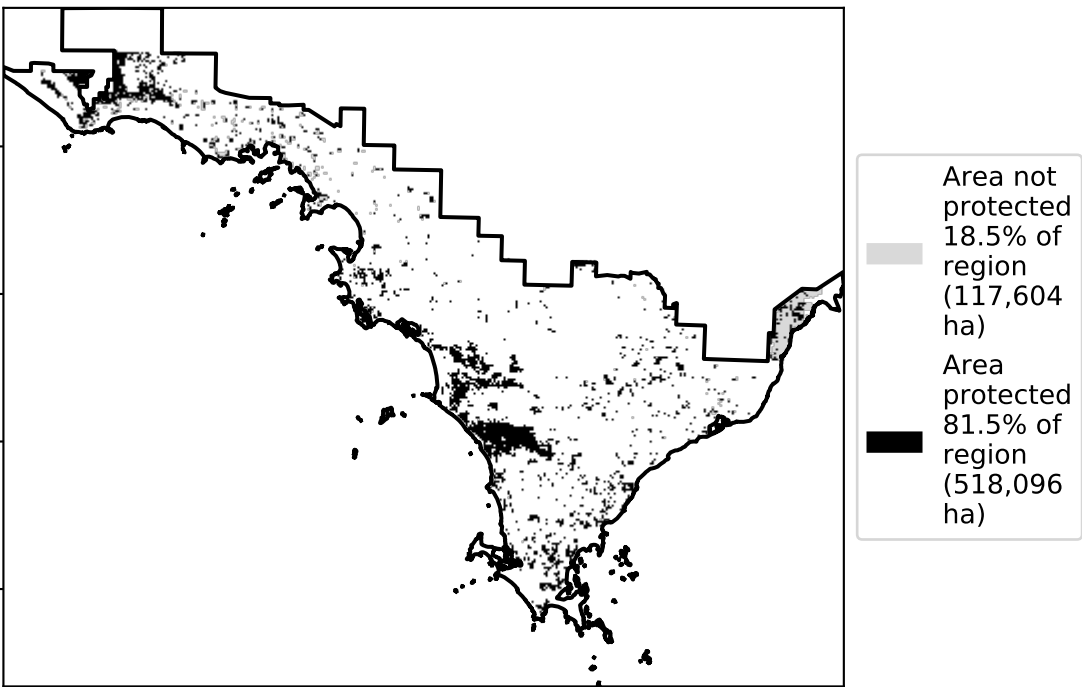 Area not
protected
18.5% of
region
(117,604
ha)
Area
protected
81.5% of
region
(518,096
ha)